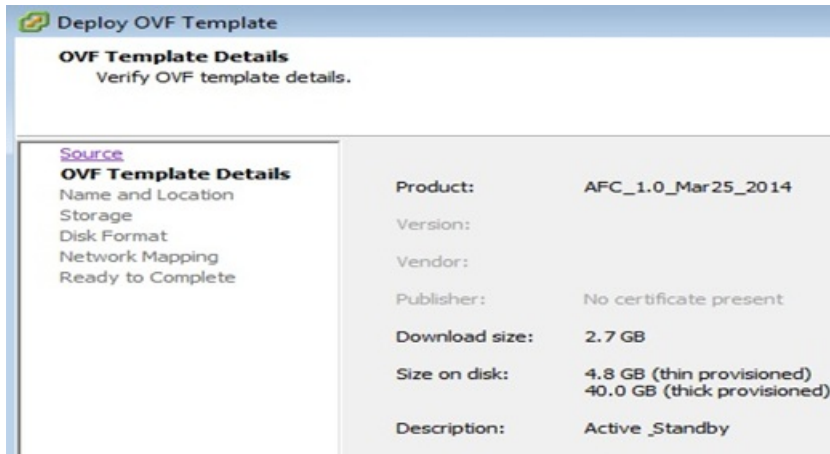 Deploy OVF Template
OVF Template Details
Verify OVF template details.
Source
OVF Template Details
Name and Location
Storage
Disk Format
Network Mapping
Ready to Complete
Product: AFC_1.0_Mar25_2014
Version:
Vendor:
Publisher: No certificate present
Download size: 2.7 GB
Size on disk: 4.8 GB (thin provisioned)
40.0 GB (thick provisioned)
Description: Active _Standby